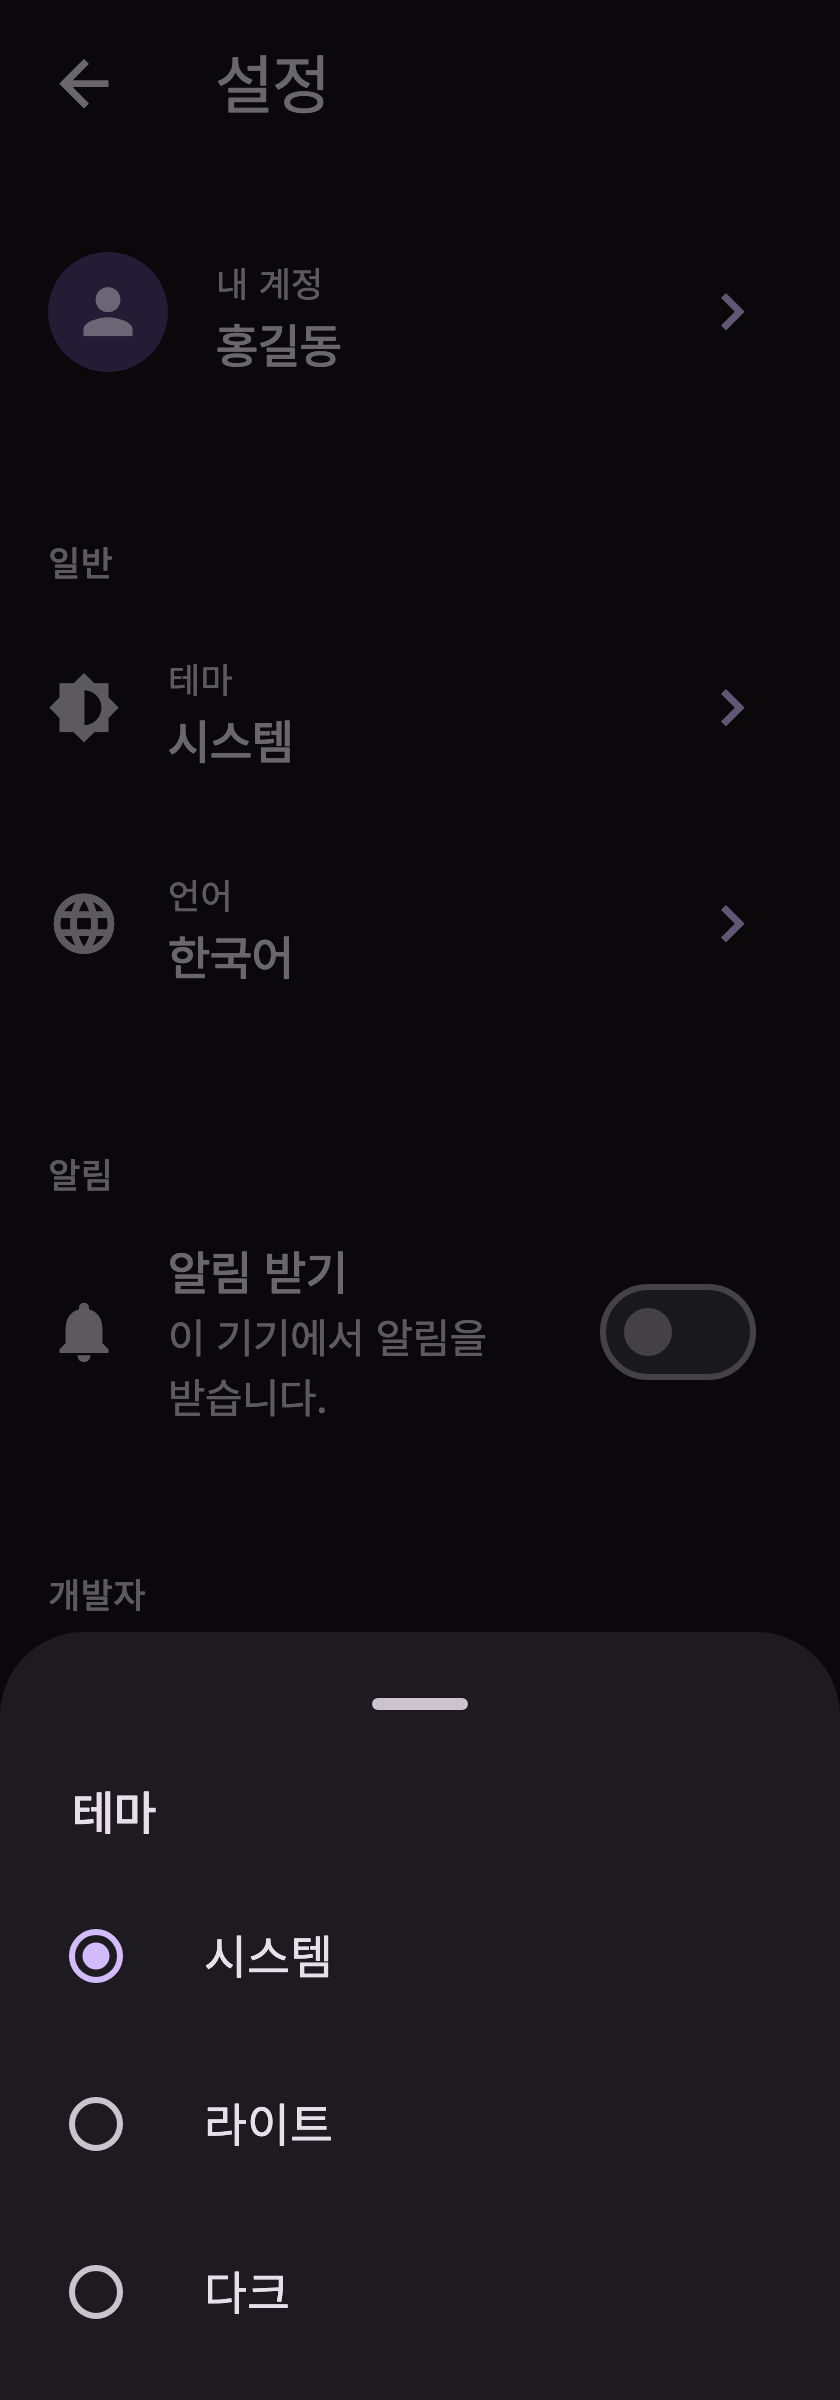 설정
내 계정
홍길동
일반
테마
시스템
언어
한국어
알림
알림 받기
이 기기에서 알림을
받습니다.
개발자
테마
시스템
라이트
다크